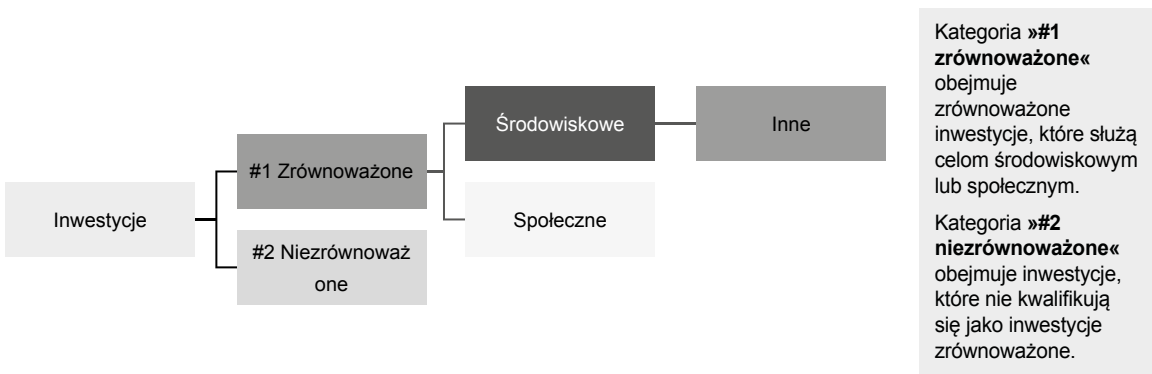 Inwestycje
#1 Zrównoważone
#2 Niezrównoważ
one
Środowiskowe
Społeczne
Inne
Kategoria »#1
zrównoważone«
obejmuje
zrównoważone
inwestycje, które służą
celom środowiskowym
lub społecznym.
Kategoria »#2
niezrównoważone«
obejmuje inwestycje,
które nie kwalifikują
się jako inwestycje
zrównoważone.